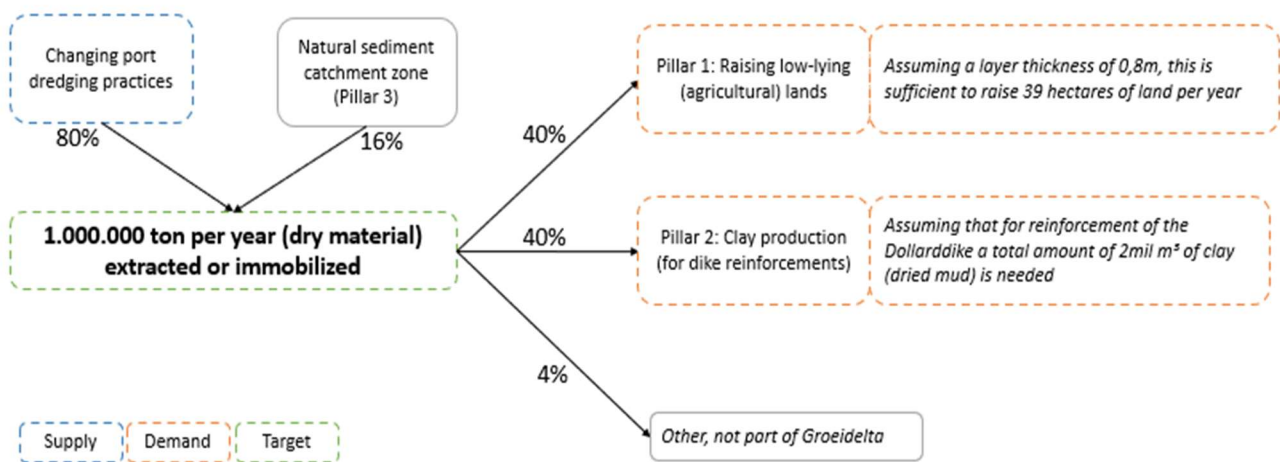 Changing port
dredging practices
Natural sediment
catchment zone
(Pillar 3)
80%
16%
1.000.000 ton per year (dry material)
extracted or immobilized
40%
Pillar 1: Raising low-lying
(agricultural) lands
Assuming a layer thickness of 0,8m, this is
sufficient to raise 39 hectares of land per year
40%
Pillar 2: Clay production
(for dike reinforcements)
Assuming that for reinforcement of the
Dollarddike a total amount of 2mil m³ of clay
(dried mud) is needed
4%
Other, not part of Groeidelta
Supply
Demand
Target